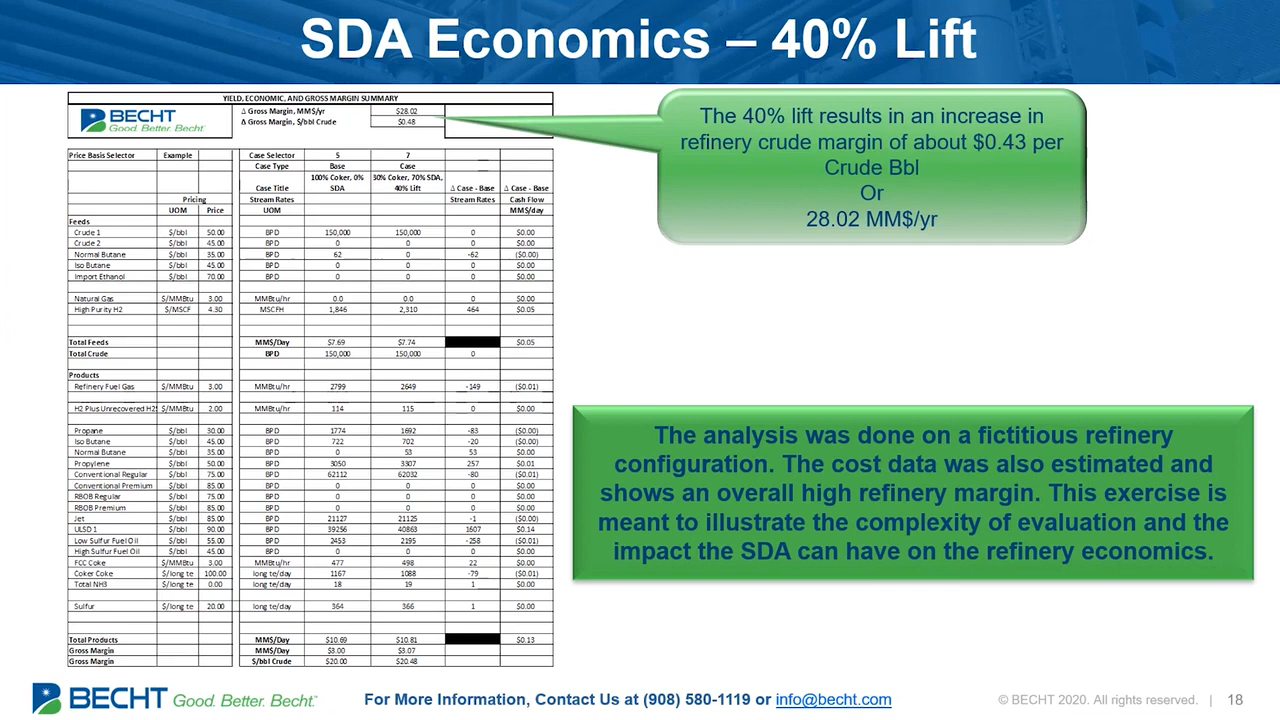 SDA Economics – 40% Lift
YIELD, ECONOMIC, AND GROSS MARGIN SUMMARY
BECHT
Good. Better. Becht.
Δ Gross Margin, MM$/yr $28.02
Δ Gross Margin, $/bbl Crude $0.48
The 40% lift results in an increase in
refinery crude margin of about $0.43 per
Crude Bbl
Or
28.02 MM$/yr
Price Basis Selector Example Case Selector 5 7
Case Type Base Case
100% Coker, 0% 30% Coker, 70% SDA,
Case Title SDA 40% Lift Δ Case - Base Δ Case - Base
Pricing Stream Rates Stream Rates Cash Flow
UOM Price UOM MM$/day
Feeds
Crude 1 $/bbl 50.00 BPD 150,000 150,000 0 $0.00
Crude 2 $/bbl 45.00 BPD 0 0 0 $0.00
Normal Butane $/bbl 35.00 BPD 62 0 -62 ($0.00)
Iso Butane $/bbl 45.00 BPD 0 0 0 $0.00
Import Ethanol $/bbl 70.00 BPD 0 0 0 $0.00
Natural Gas $/MMBtu 3.00 MMBtu/hr 0.0 0.0 0 $0.00
High Purity H2 $/MSCF 4.30 MSCFH 1,846 2,310 464 $0.05
Total Feeds MM$/Day $7.69 $7.74 $0.05
Total Crude BPD 150,000 150,000 0
Products
Refinery Fuel Gas $/MMBtu 3.00 MMBtu/hr 2799 2649 -149 ($0.01)
H2 Plus Unrecovered H2 $/MMBtu 2.00 MMBtu/hr 114 115 0 $0.00
Propane $/bbl 30.00 BPD 1774 1692 -83 ($0.00)
Iso Butane $/bbl 45.00 BPD 722 702 -20 ($0.00)
Normal Butane $/bbl 35.00 BPD 0 53 53 $0.00
Propylene $/bbl 50.00 BPD 3050 3307 257 $0.01
Conventional Regular $/bbl 75.00 BPD 62112 62032 -80 ($0.01)
Conventional Premium $/bbl 85.00 BPD 0 0 0 $0.00
RBOB Regular $/bbl 75.00 BPD 0 0 0 $0.00
RBOB Premium $/bbl 85.00 BPD 0 0 0 $0.00
Jet $/bbl 85.00 BPD 21127 21125 -1 ($0.00)
ULSD 1 $/bbl 90.00 BPD 39256 40863 1607 $0.14
Low Sulfur Fuel Oil $/bbl 55.00 BPD 2453 2195 -258 ($0.01)
High Sulfur Fuel Oil $/bbl 45.00 BPD 0 0 0 $0.00
FCC Coke $/MMBtu 3.00 MMBtu/hr 477 498 22 $0.00
Coker Coke $/long te 100.00 long te/day 1167 1088 -79 ($0.01)
Total NH3 $/long te 0.00 long te/day 18 19 1 $0.00
Sulfur $/long te 20.00 long te/day 364 366 1 $0.00
Total Products MM$/Day $10.69 $10.81 $0.13
Gross Margin MM$/Day $3.00 $3.07
Gross Margin $/bbl Crude $20.00 $20.48
The analysis was done on a fictitious refinery
configuration. The cost data was also estimated and
shows an overall high refinery margin. This exercise is
meant to illustrate the complexity of evaluation and the
impact the SDA can have on the refinery economics.
BECHT Good. Better. Becht.
For More Information, Contact Us at (908) 580-1119 or info@becht.com
© BECHT 2020. All rights reserved. | 18